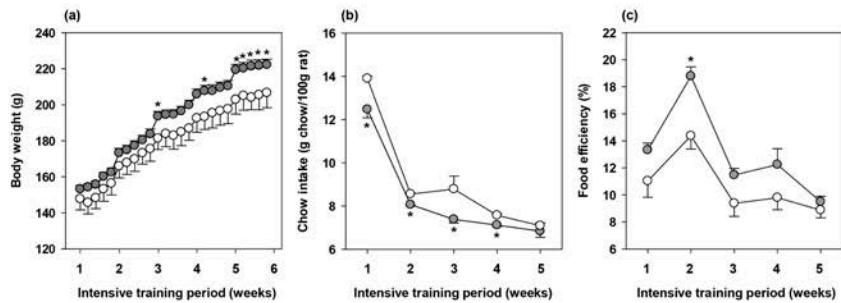 (a)
Body weight (g)
240
220
200
180
160
140
120
* * * * * * *
1 2 3 4 5 6
Intensive training period (weeks)
(b)
Chow intake (g chow/100g rat)
16
14
12
10
8
6
* * * *
1 2 3 4 5
Intensive training period (weeks)
(c)
Food efficiency (%)
22
20
18
16
14
12
10
8
6
*
1 2 3 4 5
Intensive training period (weeks)